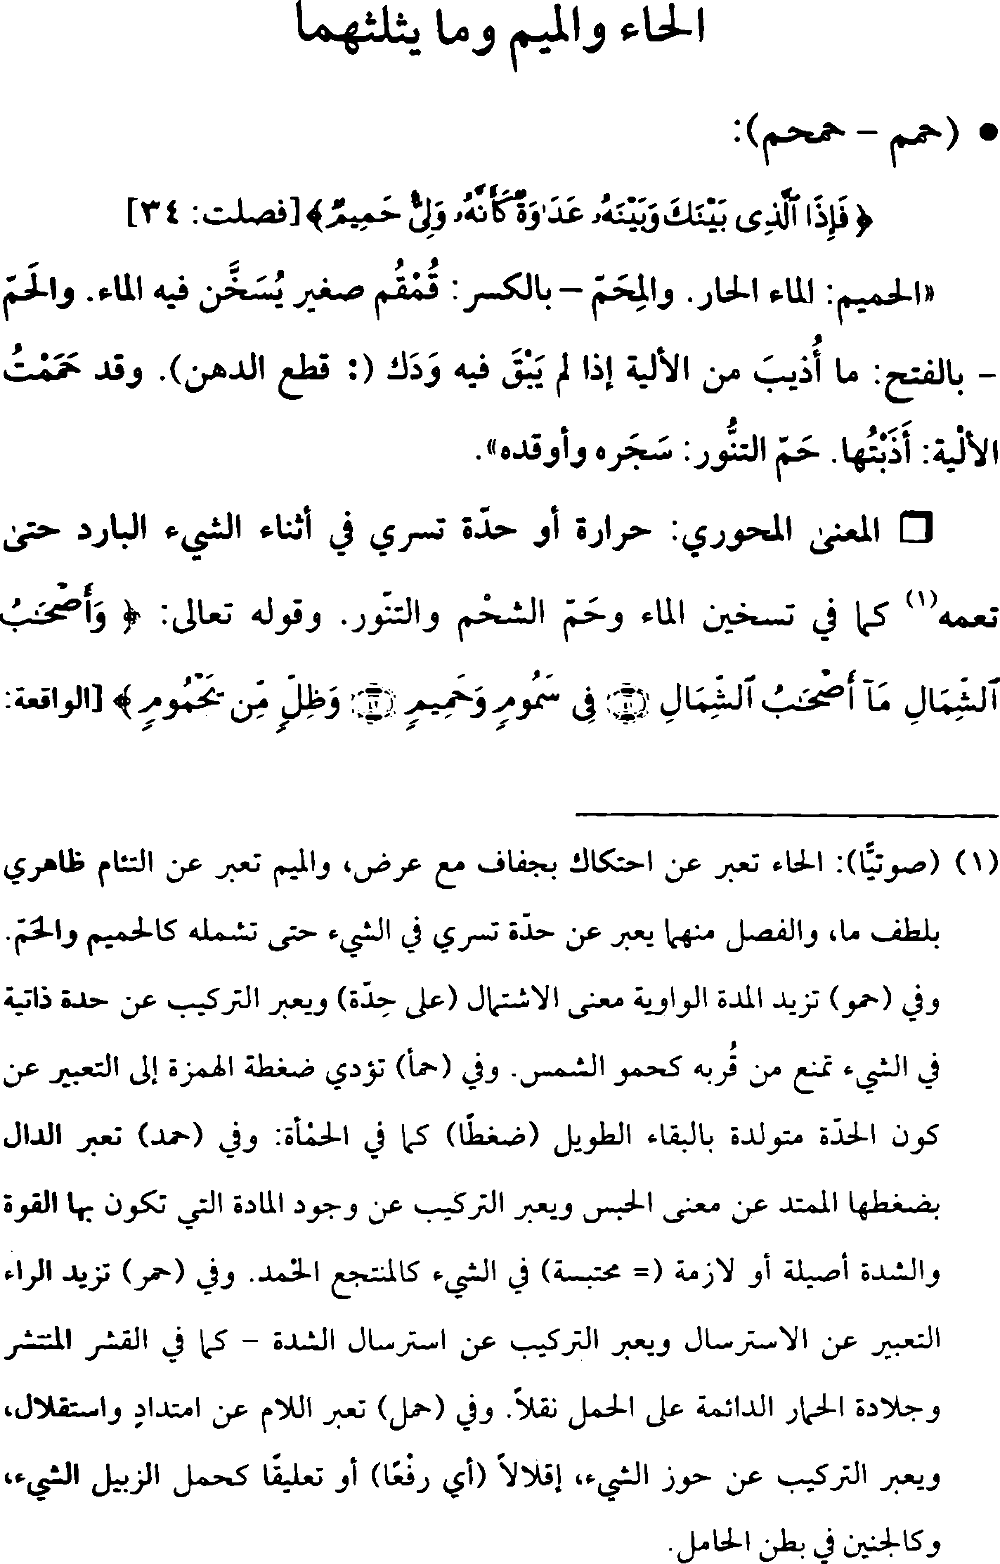 الحاء والميم وما يثلثهما
• (حمم - حمحم):
﴿ فَإِذَا ٱلَّذِى بَيْنَكَ وَبَيْنَهُۥ عَدَٰوَةٌ كَأَنَّهُۥ وَلِىٌّ حَمِيمٌ ﴾ [فصلت: ٣٤]
«الحميم: الماء الحار. والمِحَمّ – بالكسر: قُمْقُم صغير يُسَخَّن فيه الماء. والحَمّ
– بالفتح: ما أُذيبَ من الألية إذا لم يَبْقَ فيه وَدَك (: قطع الدهن). وقد حَمَمْتُ
الألْية: أَذَبْتُها. حَمّ التنُّور: سَجَره وأوقده».
□ المعنى المحوري: حرارة أو حدّة تسري في أثناء الشيء البارد حتىٰ
تعمه(١) كما في تسخين الماء وحَمّ الشحْم والتنّور. وقوله تعالى: ﴿ وَأَصْحَٰبُ
ٱلشِّمَالِ مَآ أَصْحَٰبُ ٱلشِّمَالِ ۝ فِى سَمُومٍ وَحَمِيمٍ ۝ وَظِلٍّ مِّن يَحْمُومٍ ﴾ [الواقعة:
(١) (صوتيًّا): الحاء تعبر عن احتكاك بجفاف مع عرض، والميم تعبر عن التئام ظاهري
بلطف ما، والفصل منهما يعبر عن حدّة تسري في الشيء حتى تشمله كالحميم والحَمّ.
وفي (حمو) تزيد المدة الواوية معنى الاشتمال (على حِدّة) ويعبر التركيب عن حدة ذاتية
في الشيء تمنع من قُربه كحمو الشمس. وفي (حمأ) تؤدي ضغطة الهمزة إلى التعبير عن
كون الحدّة متولدة بالبقاء الطويل (ضغطًا) كما في الحمْأة: وفي (حمد) تعبر الدال
بضغطها الممتد عن معنى الحبس ويعبر التركيب عن وجود المادة التي تكون بها القوة
والشدة أصيلة أو لازمة (= محتبسة) في الشيء كالمنتجع الحْمد. وفي (حمر) تزيد الراء
التعبير عن الاسترسال ويعبر التركيب عن استرسال الشدة – كما في القشر المنتشر
وجلادة الحمار الدائمة على الحمل نقلاً. وفي (حمل) تعبر اللام عن امتدادٍ واستقلال،
ويعبر التركيب عن حوز الشيء، إقلالاً (أي رفْعًا) أو تعليقًا كحمل الزبيل الشيء،
وكالجنين في بطن الحامل.